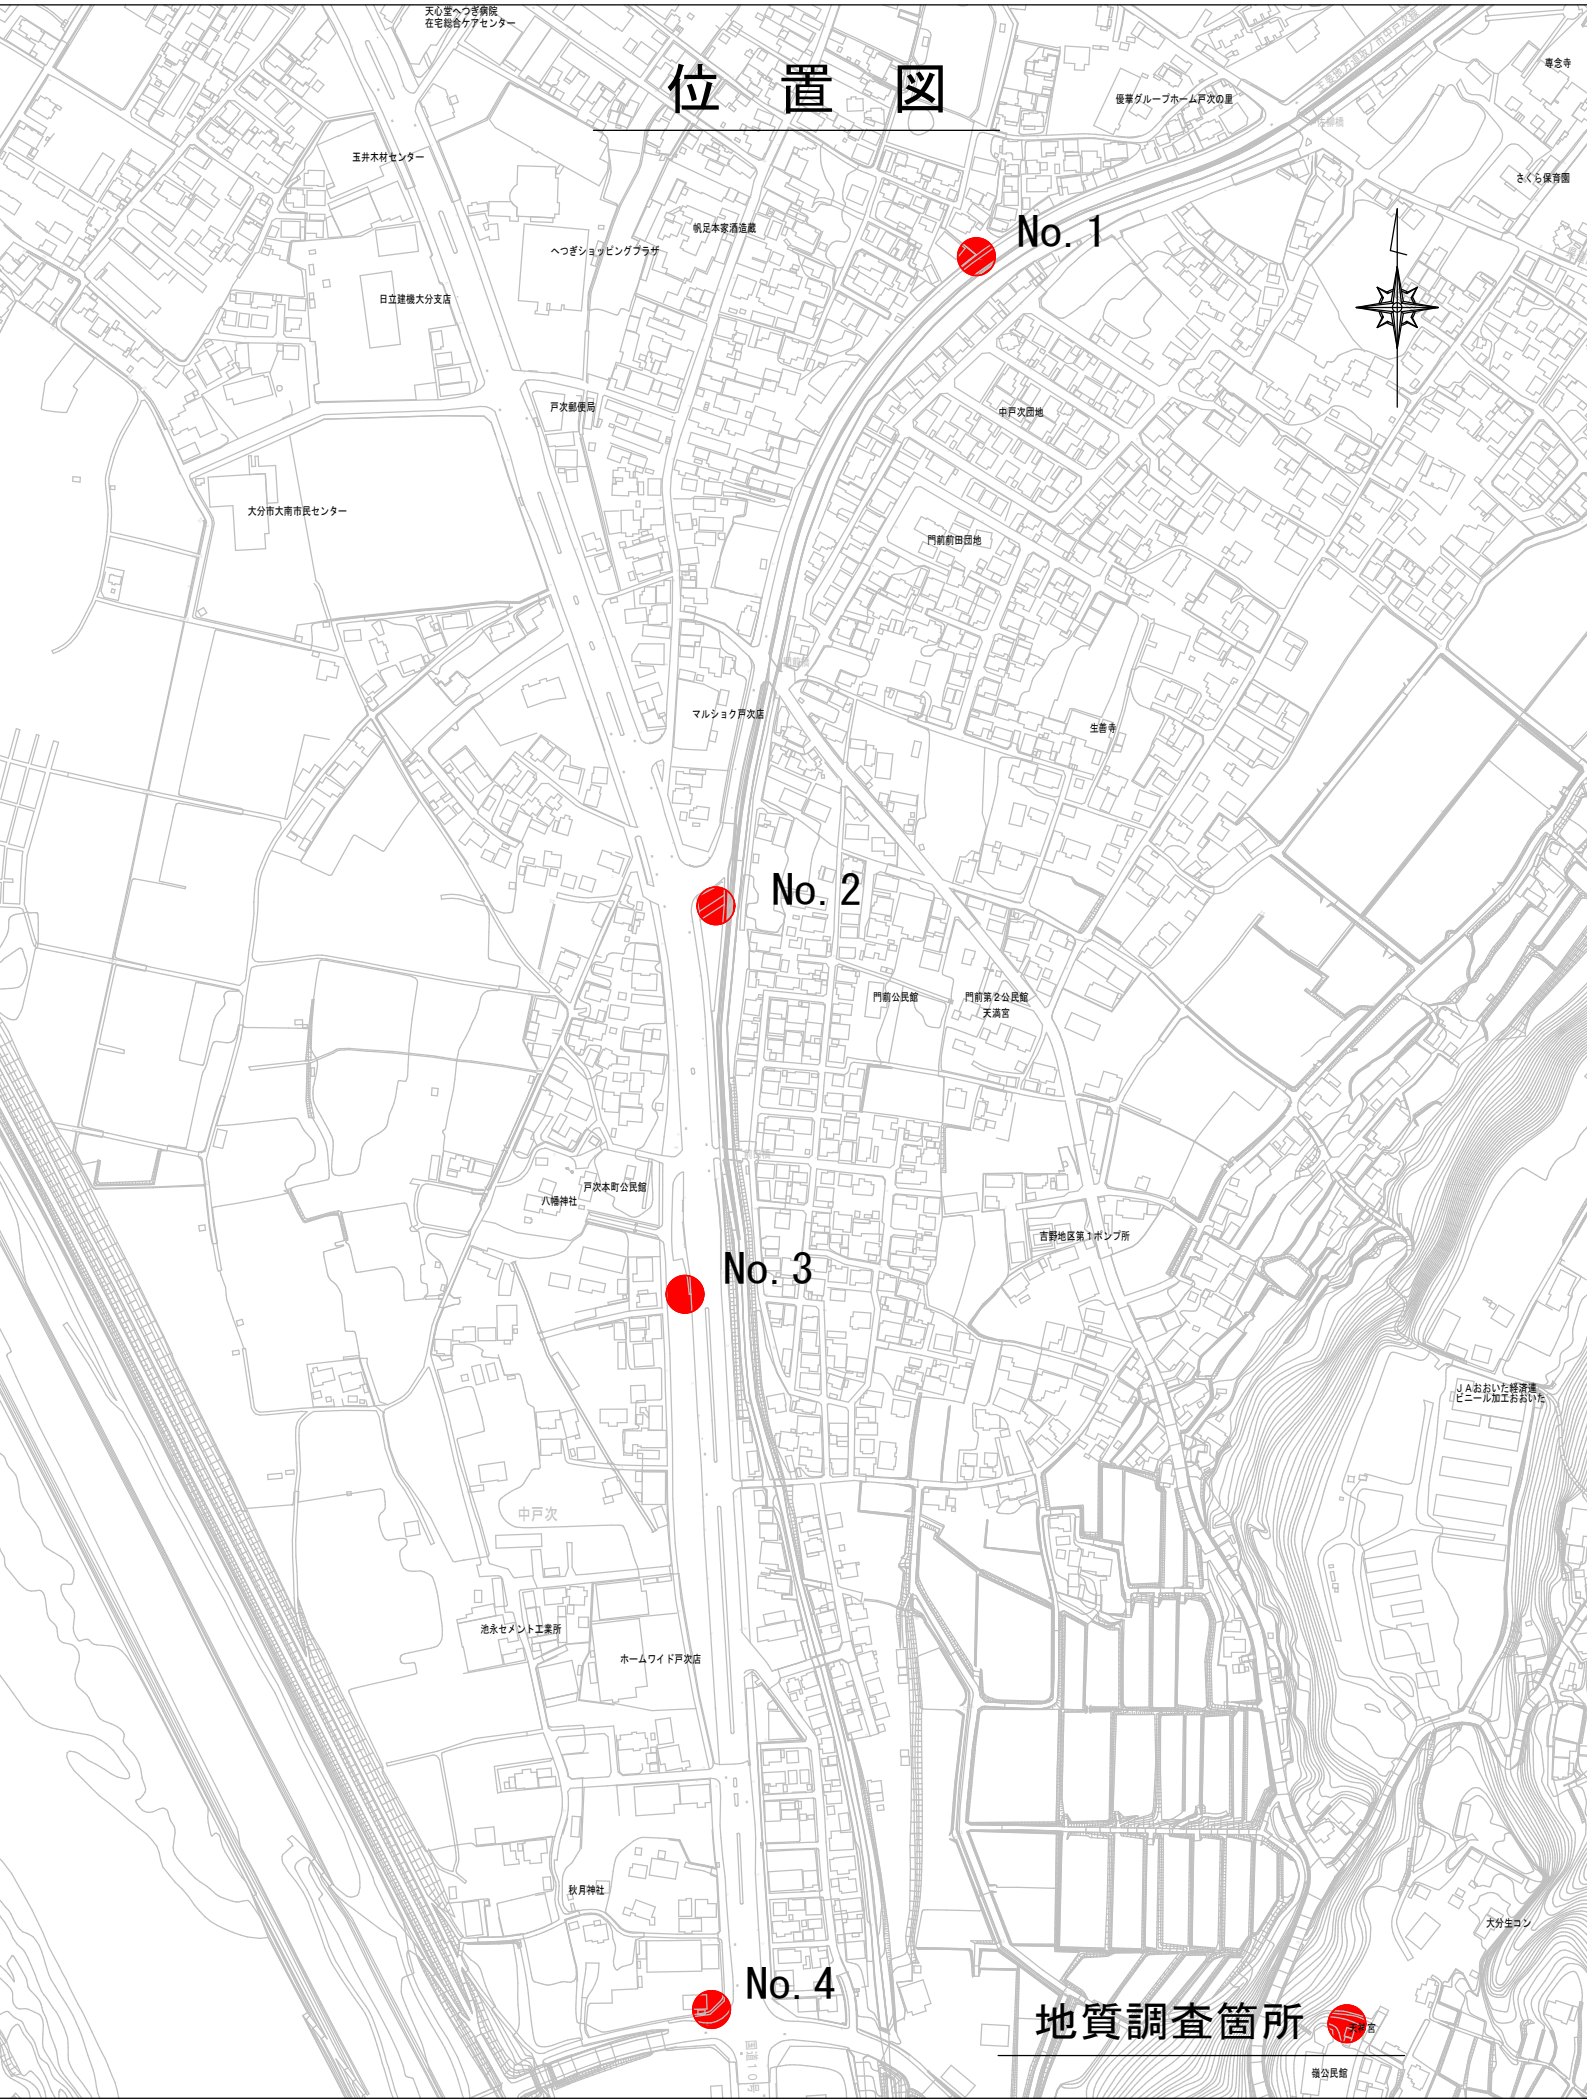 天心堂へつぎ病院
在宅総合ケアセンター
位置図
専念寺
優華グループホーム戸次の里
玉井木材センター
さくら保育園
帆足本家酒造蔵
No.1
へつぎショッピングプラザ
日立建機大分支店
戸次郵便局
中戸次団地
大分市大南市民センター
門前前田団地
マルショク戸次店
生善寺
No.2
門前公民館
門前第2公民館
天満宮
戸次本町公民館
八幡神社
吉野地区第1ポンプ所
No.3
JAおおいた経済連
ビニール加工おおいた
中戸次
池永セメント工業所
ホームワイド戸次店
秋月神社
大分生コン
No.4
地質調査箇所
国道10号
嶺公民館